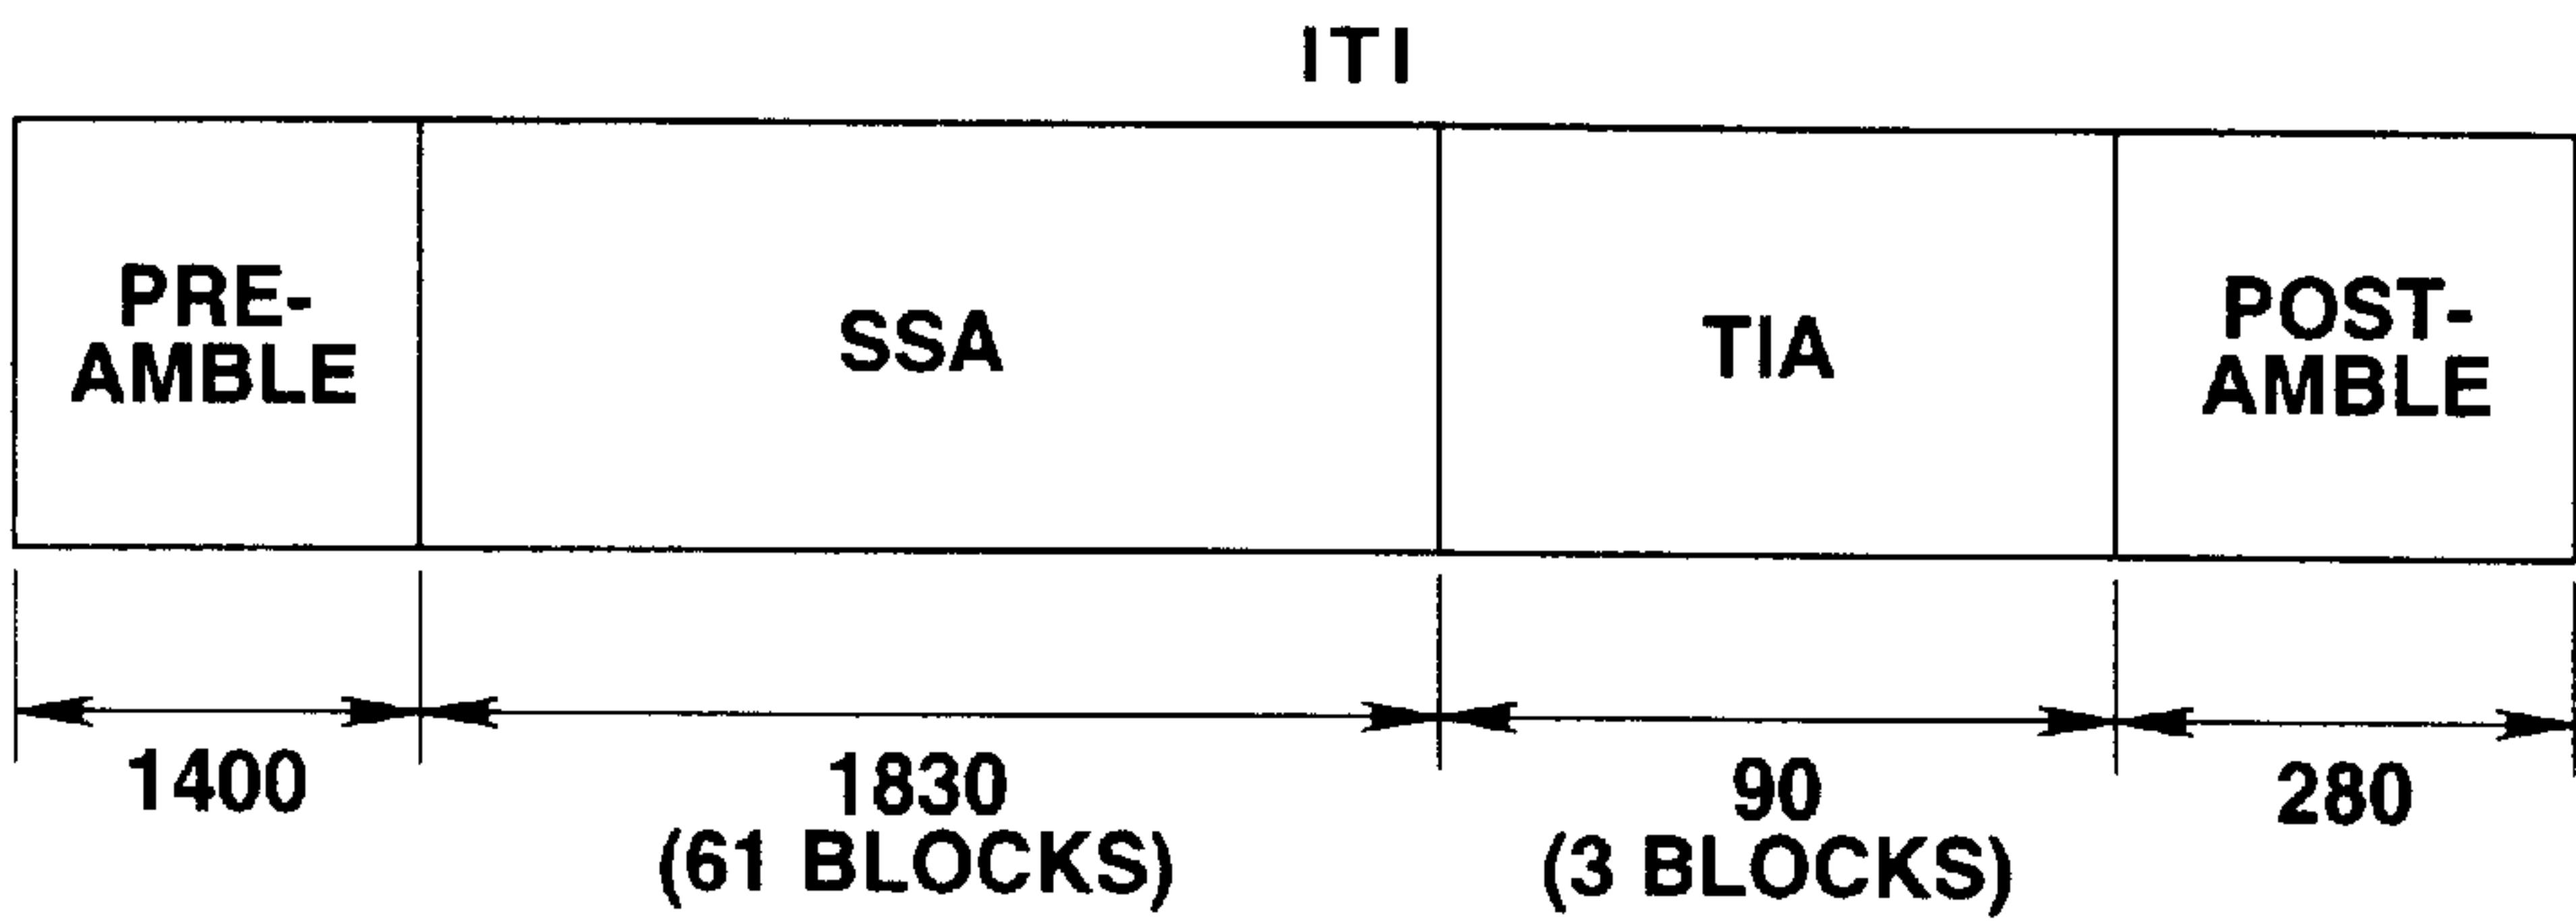 ITI
PRE-
AMBLE
SSA
TIA
POST-
AMBLE
1400
1830
(61 BLOCKS)
90
(3 BLOCKS)
280